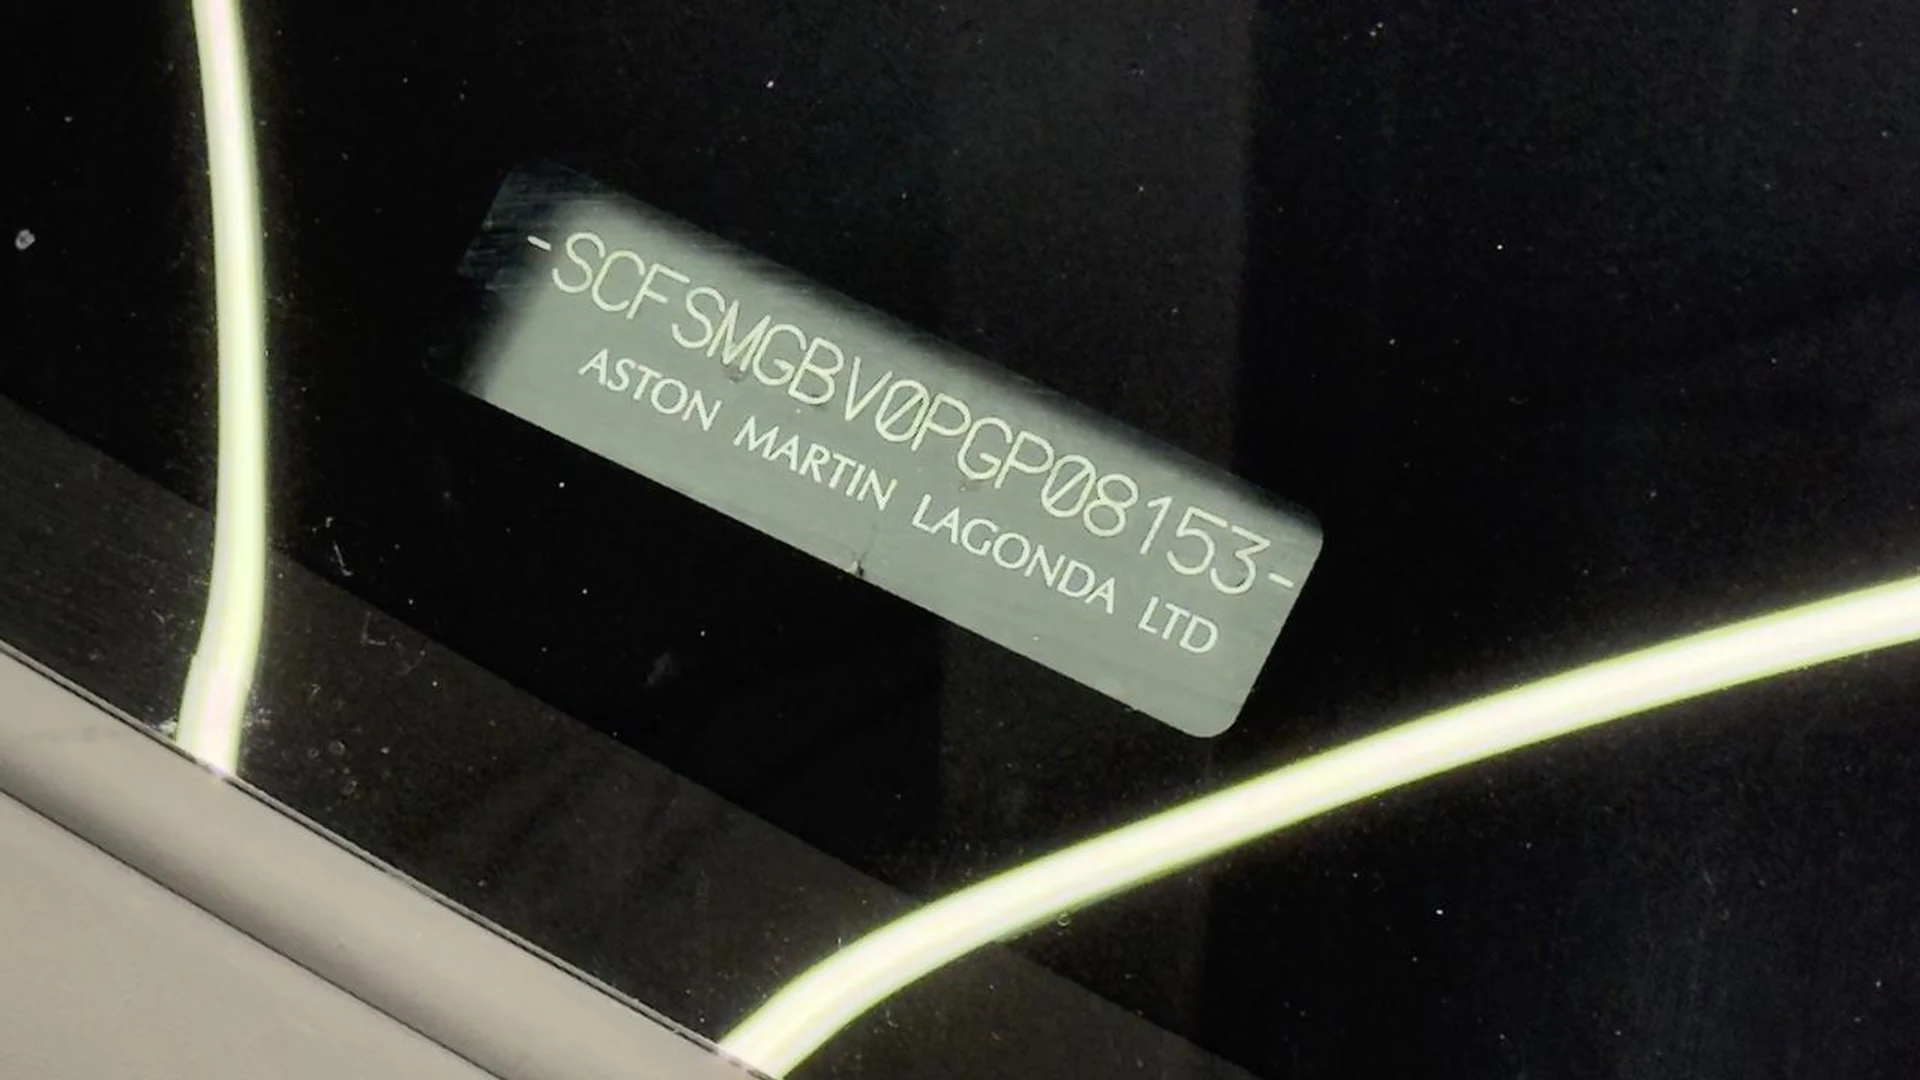 -SCFSMGBV0PGP08153-
ASTON MARTIN LAGONDA LTD